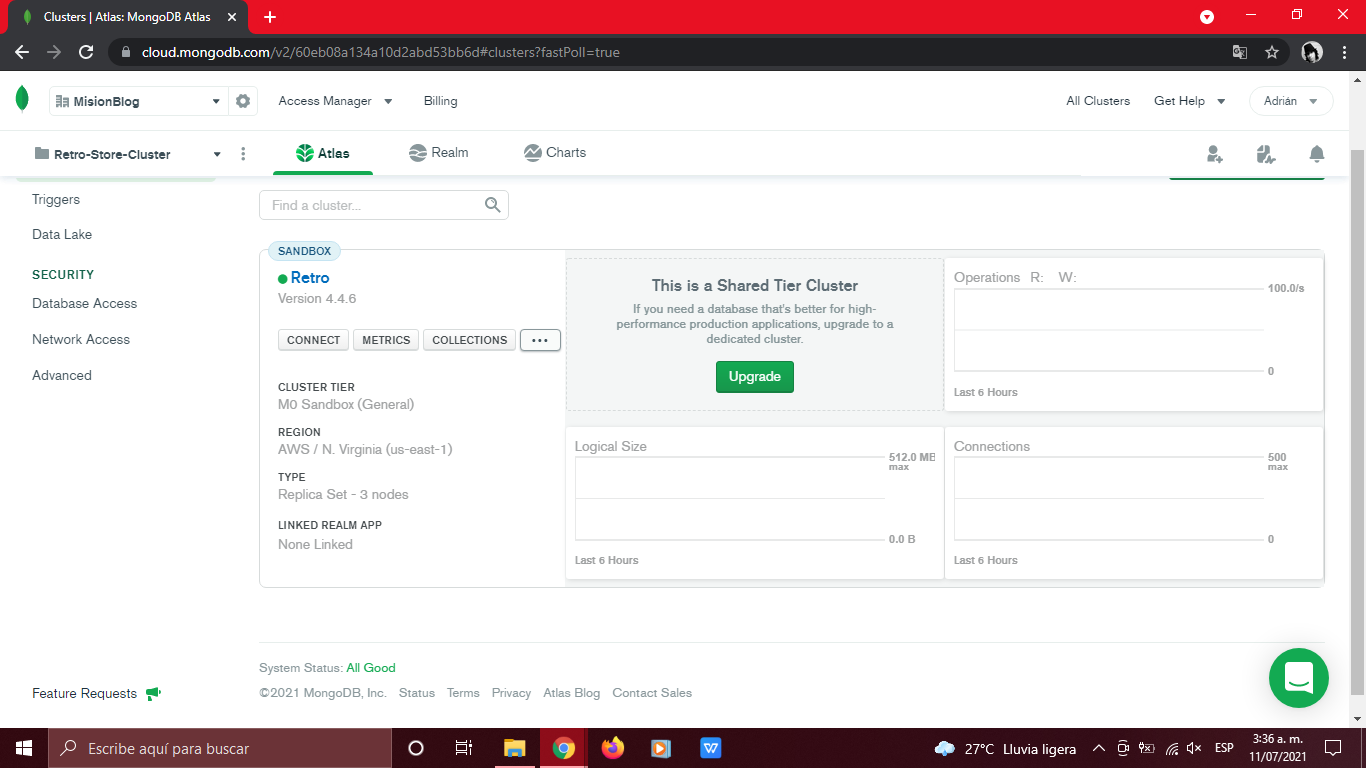 Clusters | Atlas: MongoDB Atlas
cloud.mongodb.com/v2/60eb08a134a10d2abd53bb6d#clusters?fastPoll=true
MisionBlog
Access Manager
Billing
All Clusters
Get Help
Adrián
Retro-Store-Cluster
Atlas
Realm
Charts
Triggers
Data Lake
SECURITY
Database Access
Network Access
Advanced
Feature Requests
Find a cluster...
SANDBOX
Retro
Version 4.4.6
CONNECT
METRICS
COLLECTIONS
...
CLUSTER TIER
M0 Sandbox (General)
REGION
AWS / N. Virginia (us-east-1)
TYPE
Replica Set - 3 nodes
LINKED REALM APP
None Linked
This is a Shared Tier Cluster
If you need a database that's better for high-
performance production applications, upgrade to a
dedicated cluster.
Upgrade
Operations R: W:
100.0/s
0
Last 6 Hours
Logical Size
512.0 MB
max
0.0 B
Last 6 Hours
Connections
500
max
0
Last 6 Hours
System Status: All Good
©2021 MongoDB, Inc. Status Terms Privacy Atlas Blog Contact Sales
Escribe aquí para buscar
27°C Lluvia ligera
ESP
3:36 a. m.
11/07/2021